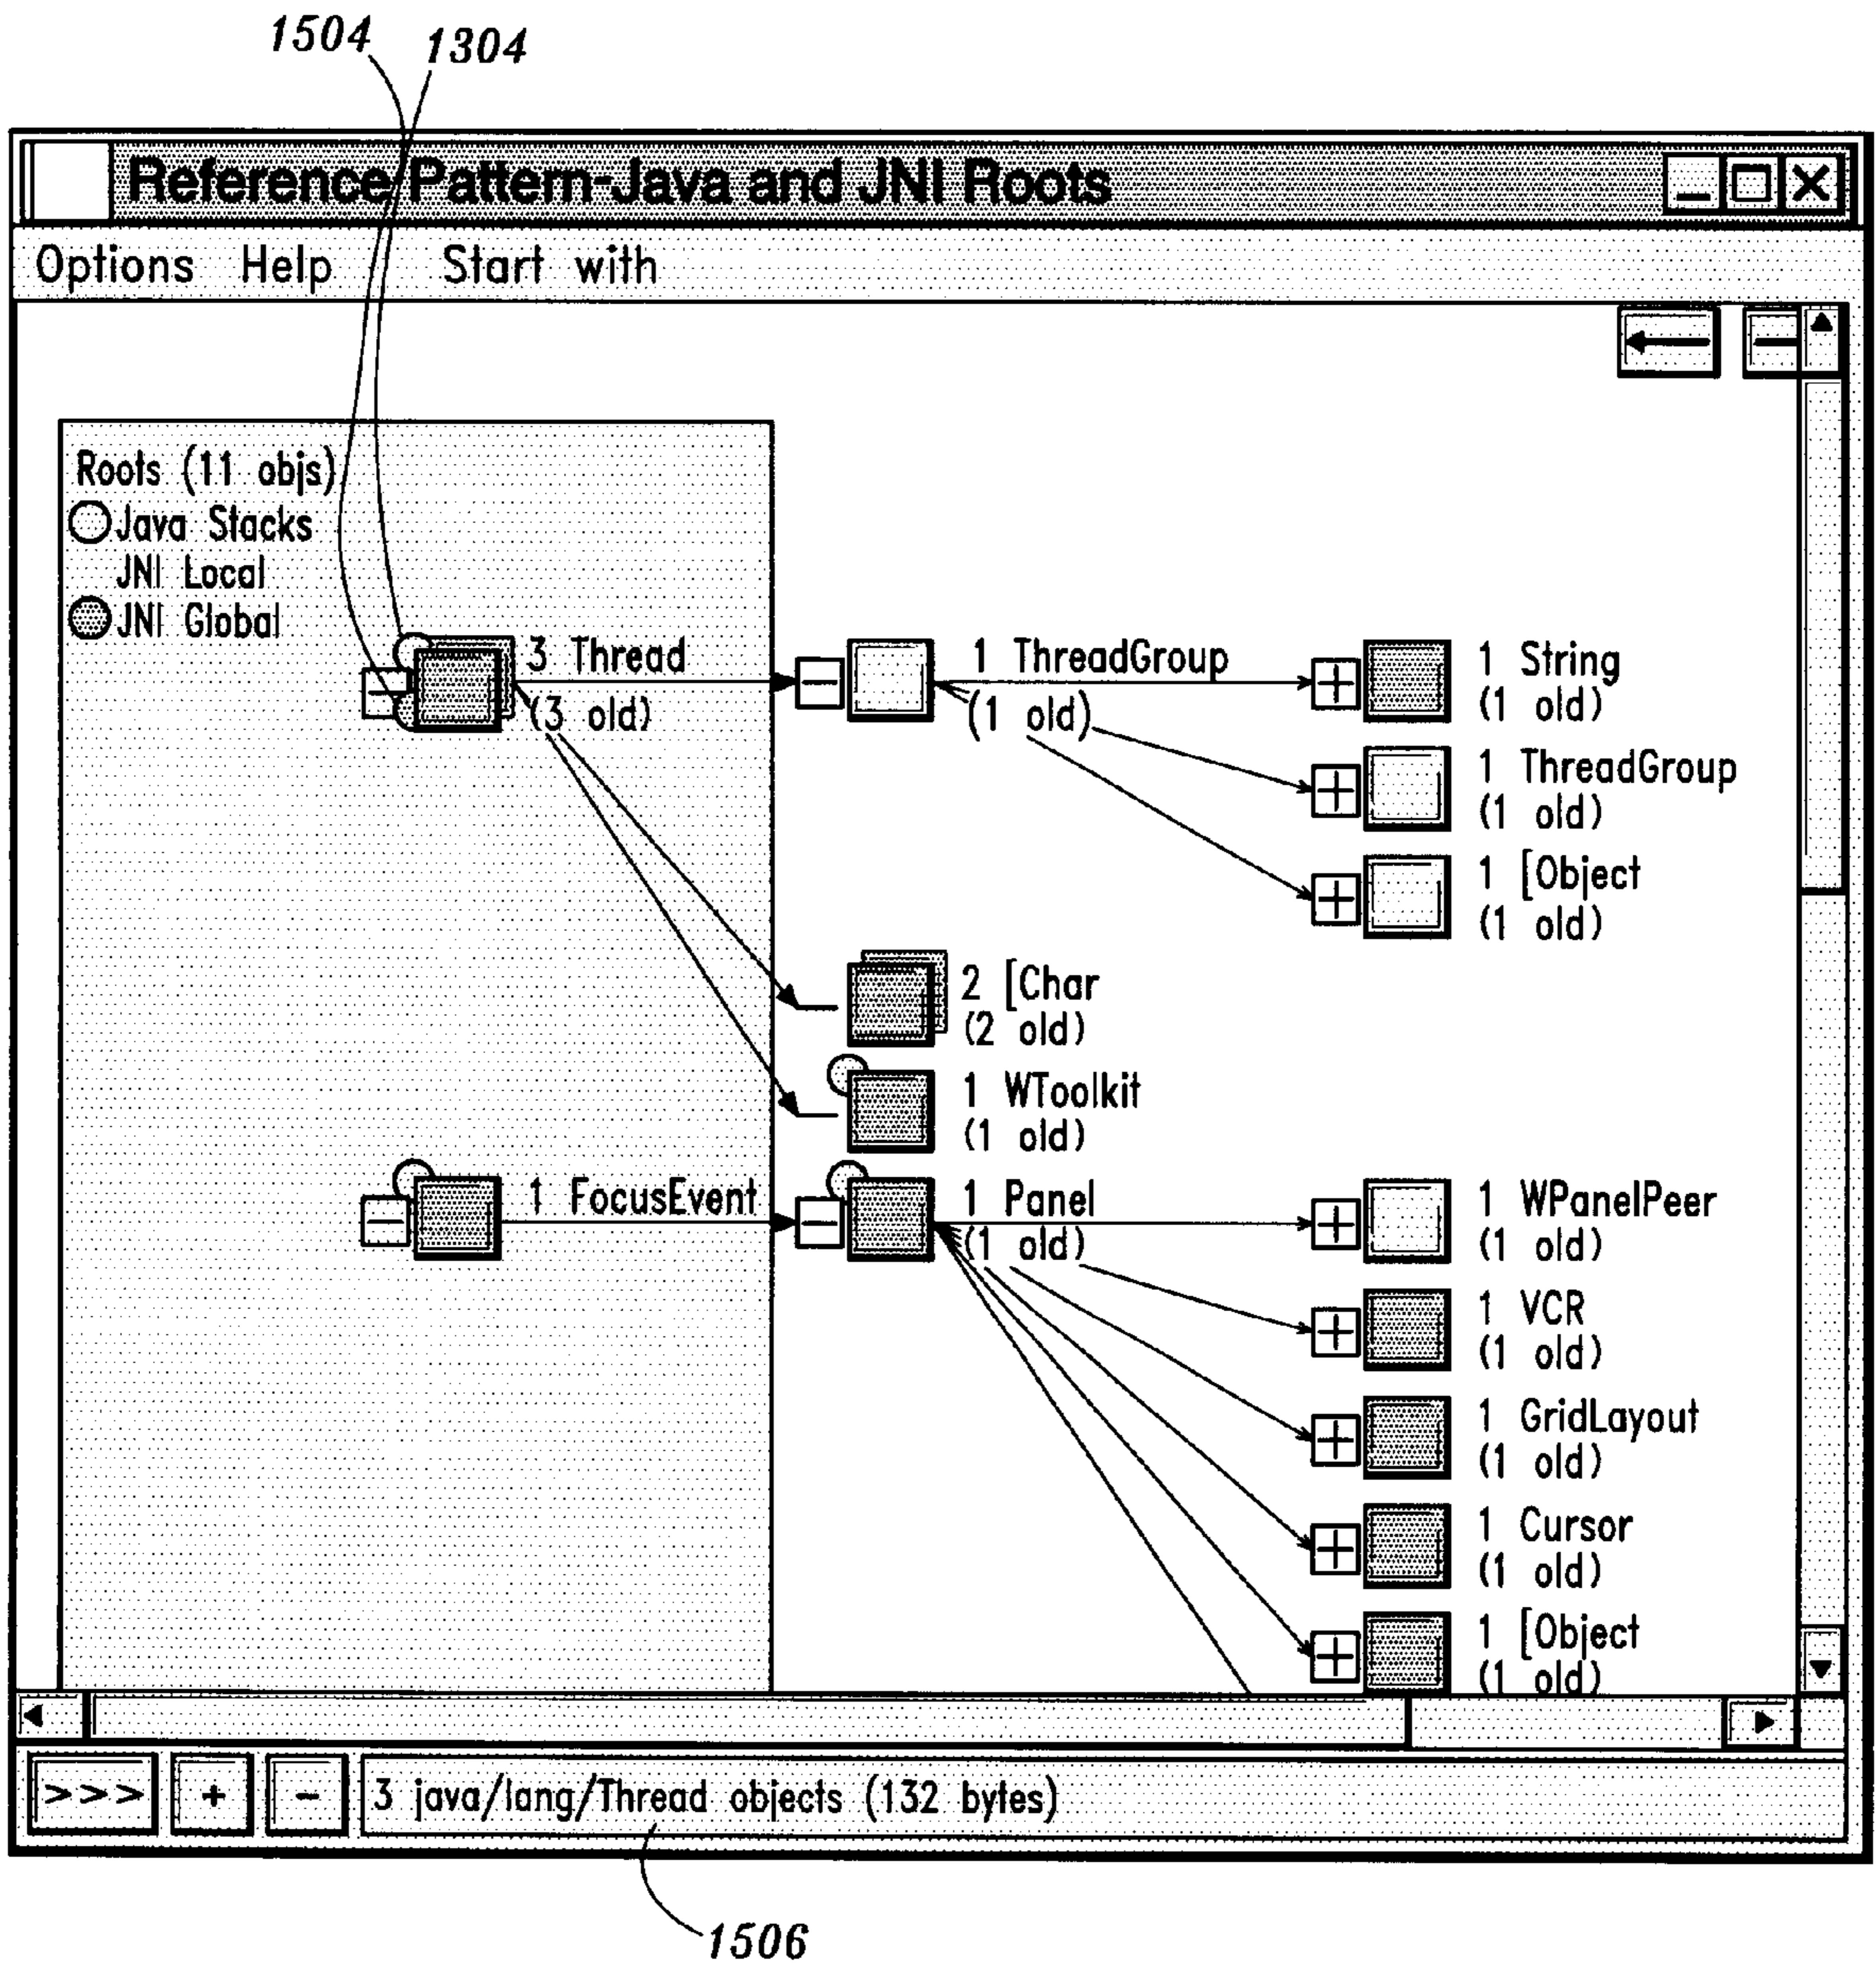 1504 1304
Reference Pattern-Java and JNI Roots
Options Help Start with
Roots (11 objs)
Java Stacks
JNI Local
JNI Global
3 Thread
(3 old)
1 ThreadGroup
(1 old)
1 String
(1 old)
1 ThreadGroup
(1 old)
1 [Object
(1 old)
2 [Char
(2 old)
1 WToolkit
(1 old)
1 FocusEvent
1 Panel
(1 old)
1 WPanelPeer
(1 old)
1 VCR
(1 old)
1 GridLayout
(1 old)
1 Cursor
(1 old)
1 [Object
(1 old)
>>> + - 3 java/lang/Thread objects (132 bytes)
1506